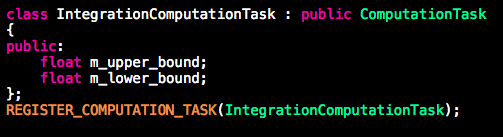 class IntegrationComputationTask : public ComputationTask
{
public:
    float m_upper_bound;
    float m_lower_bound;
};
REGISTER_COMPUTATION_TASK(IntegrationComputationTask);